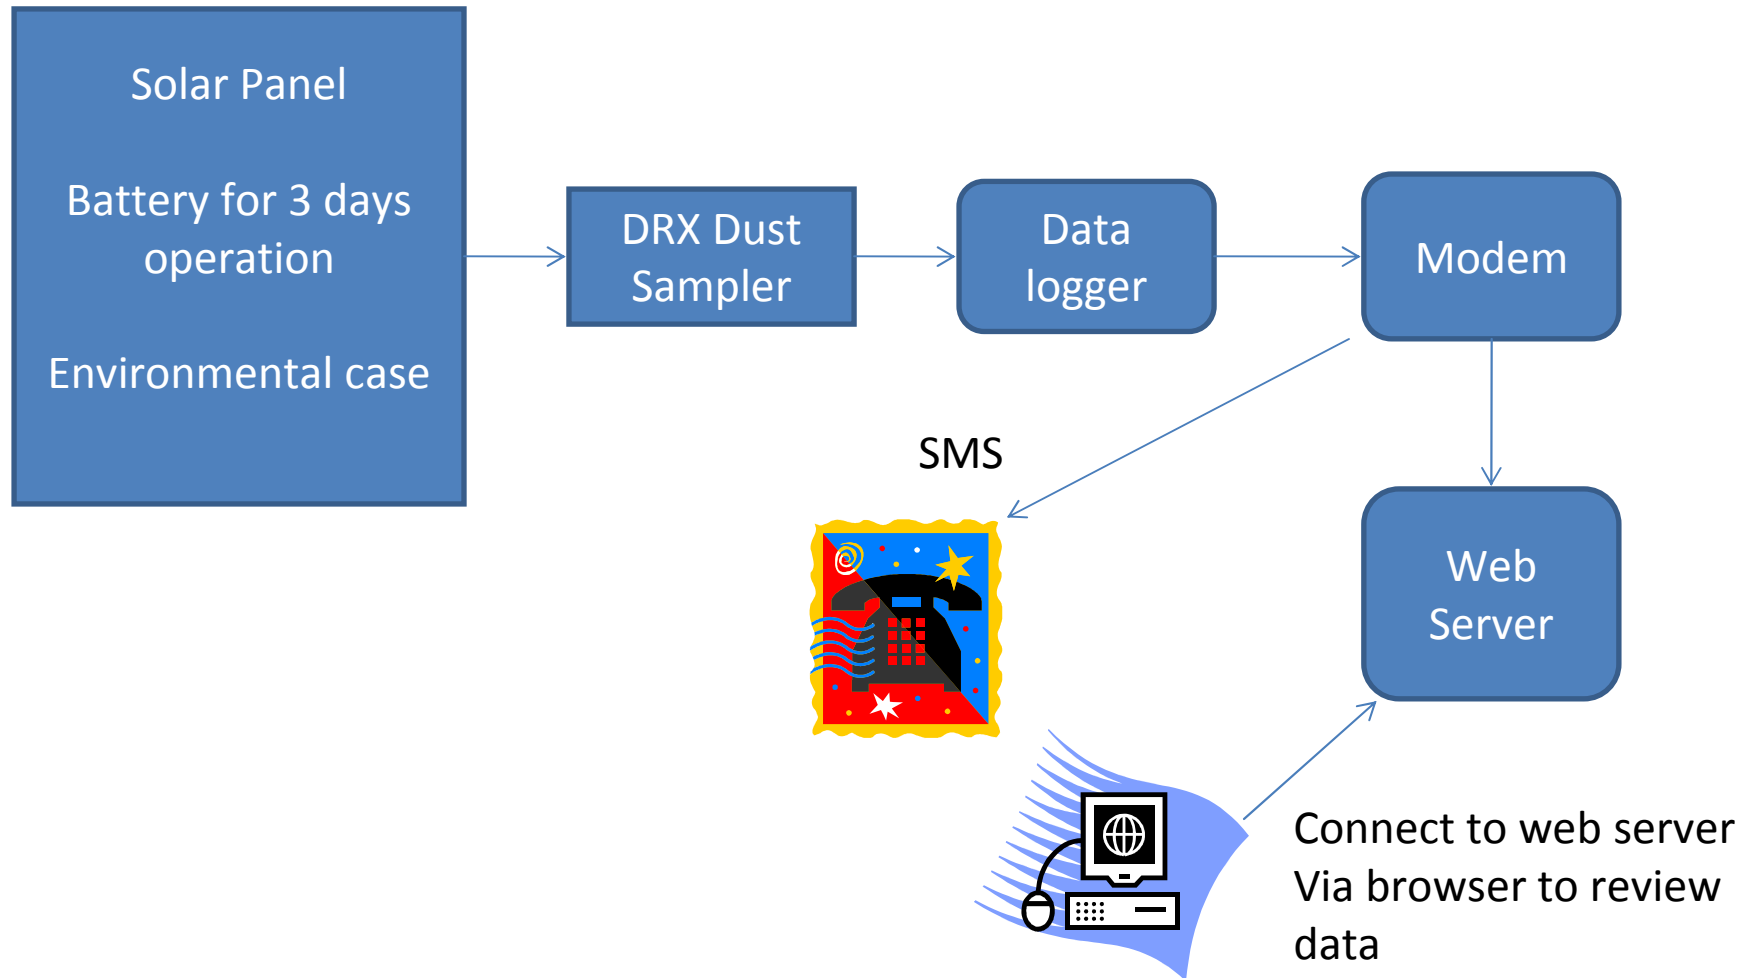 Solar Panel
Battery for 3 days
operation
Environmental case
DRX Dust
Sampler
Data
logger
Modem
SMS
Web
Server
Connect to web server
Via browser to review
data